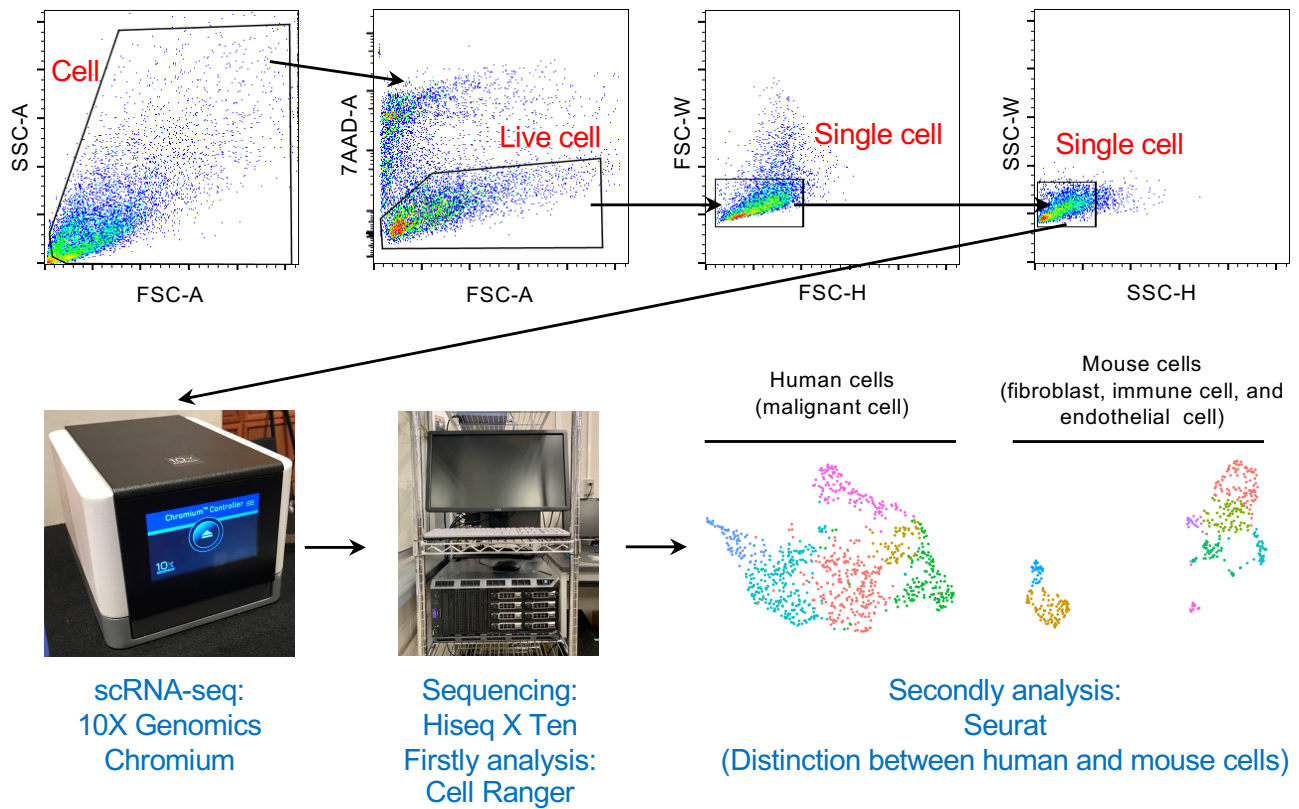 Cell
SSC-A
FSC-A
Live cell
7AAD-A
FSC-A
Single cell
FSC-W
FSC-H
Single cell
SSC-W
SSC-H
Human cells
(malignant cell)
Mouse cells
(fibroblast, immune cell, and
endothelial cell)
10X
Chromium™ Controller
10X
scRNA-seq:
10X Genomics
Chromium
Sequencing:
Hiseq X Ten
Firstly analysis:
Cell Ranger
Secondly analysis:
Seurat
(Distinction between human and mouse cells)